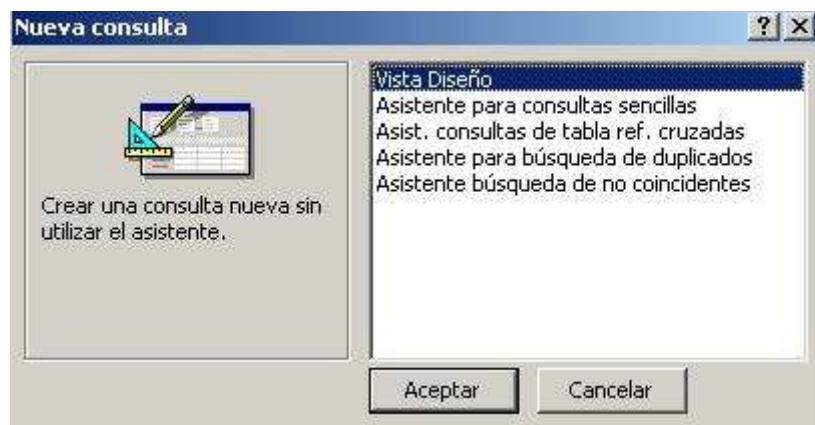 Nueva consulta
Vista Diseño
Asistente para consultas sencillas
Asist. consultas de tabla ref. cruzadas
Asistente para búsqueda de duplicados
Asistente búsqueda de no coincidentes
Crear una consulta nueva sin
utilizar el asistente.
Aceptar
Cancelar